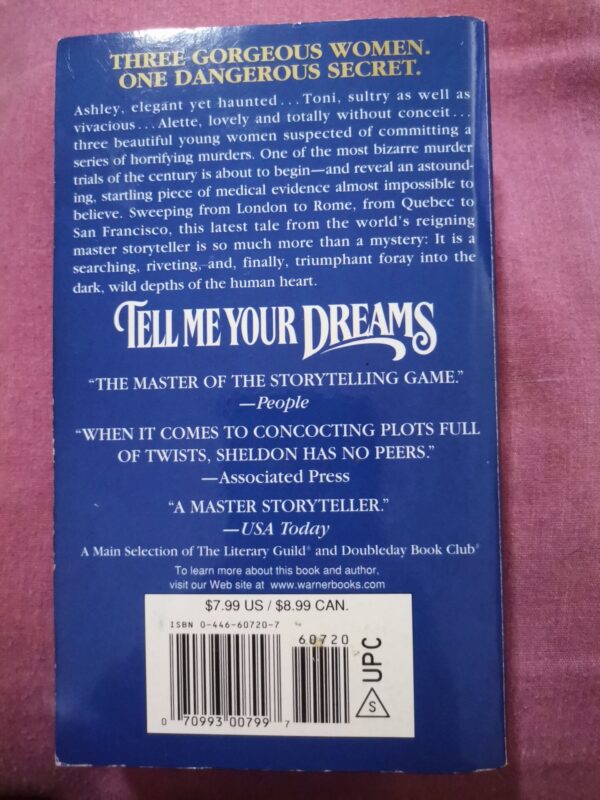 THREE GORGEOUS WOMEN.
ONE DANGEROUS SECRET.
Ashley, elegant yet haunted . . . Toni, sultry as well as
vivacious . . . Alette, lovely and totally without conceit . . .
three beautiful young women suspected of committing a
series of horrifying murders. One of the most bizarre murder
trials of the century is about to begin—and reveal an astound-
ing, startling piece of medical evidence almost impossible to
believe. Sweeping from London to Rome, from Quebec to
San Francisco, this latest tale from the world's reigning
master storyteller is so much more than a mystery: It is a
searching, riveting, and, finally, triumphant foray into the
dark, wild depths of the human heart.
TELL ME YOUR DREAMS
“THE MASTER OF THE STORYTELLING GAME.”
—People
“WHEN IT COMES TO CONCOCTING PLOTS FULL
OF TWISTS, SHELDON HAS NO PEERS.”
—Associated Press
“A MASTER STORYTELLER.”
—USA Today
A Main Selection of The Literary Guild® and Doubleday Book Club®
To learn more about this book and author,
visit our Web site at www.warnerbooks.com
$7.99 US / $8.99 CAN.
ISBN 0-446-60720-7
60720
UPC
S
0 70993 00799 7